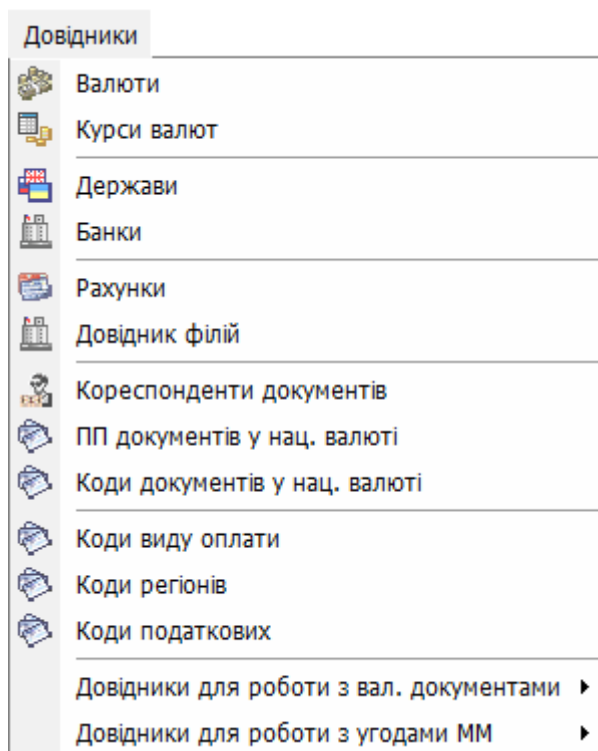 Довідники
Валюти
Курси валют
Держави
Банки
Рахунки
Довідник філій
Кореспонденти документів
ПП документів у нац. валюті
Коди документів у нац. валюті
Коди виду оплати
Коди регіонів
Коди податкових
Довідники для роботи з вал. документами
Довідники для роботи з угодами ММ